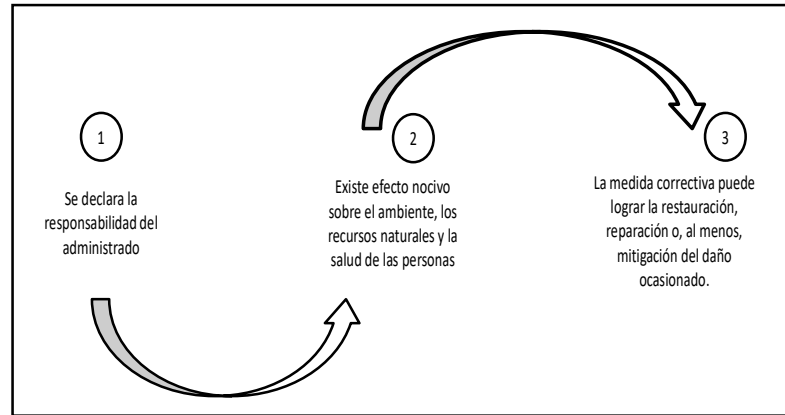 1
Se declara la
responsabilidad del
administrado
2
Existe efecto nocivo
sobre el ambiente, los
recursos naturales y la
salud de las personas
3
La medida correctiva puede
lograr la restauración,
reparación o, al menos,
mitigación del daño
ocasionado.